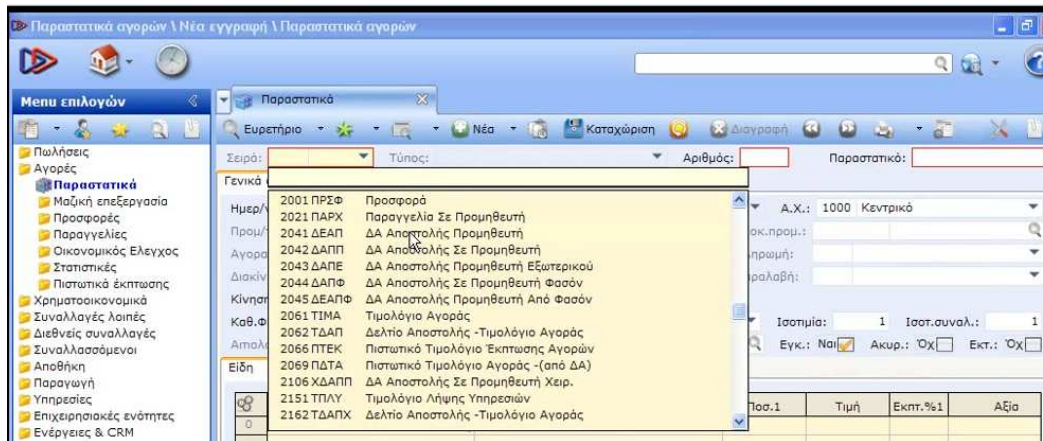 Παραστατικά αγορών \ Νέα εγγραφή \ Παραστατικά αγορών
Menu επιλογών
Παραστατικά
Ευρετήριο
Νέα
Καταχώριση
Διαγραφή
Πωλήσεις
Αγορές
Παραστατικά
Μαζική επεξεργασία
Προσφορές
Παραγγελίες
Οικονομικός Ελεγχος
Στατιστικές
Πιστωτικά έκπτωσης
Χρηματοοικονομικά
Συναλλαγές λοιπές
Διεθνείς συναλλαγές
Συναλλασσόμενοι
Αποθήκη
Παραγωγή
Υπηρεσίες
Επιχειρησιακές ενότητες
Ενέργειες & CRM
Σειρά: Τύπος: Αριθμός: Παραστατικό:
Γενικά
2001 ΠΡΣΦ Προσφορά
2021 ΠΑΡΧ Παραγγελία Σε Προμηθευτή
2041 ΔΕΑΠ ΔΑ Αποστολής Προμηθευτή
2042 ΔΑΠΠ ΔΑ Αποστολής Σε Προμηθευτή
2043 ΔΑΠΕ ΔΑ Αποστολής Προμηθευτή Εξωτερικού
2044 ΔΑΠΦ ΔΑ Αποστολής Σε Προμηθευτή Φασόν
2045 ΔΕΑΠΦ ΔΑ Αποστολής Προμηθευτή Από Φασόν
2061 ΤΙΜΑ Τιμολόγιο Αγοράς
2062 ΤΔΑΠ Δελτίο Αποστολής -Τιμολόγιο Αγοράς
2066 ΠΤΕΚ Πιστωτικό Τιμολόγιο Έκπτωσης Αγορών
2069 ΠΔΤΑ Πιστωτικό Τιμολόγιο Αγοράς -(από ΔΑ)
2106 ΧΔΑΠΠ ΔΑ Αποστολής Σε Προμηθευτή Χειρ.
2151 ΤΠΛΥ Τιμολόγιο Λήψης Υπηρεσιών
2162 ΤΔΑΠΧ Δελτίο Αποστολής -Τιμολόγιο Αγοράς
Ημερ/
Προμ/
Αγορα
Διακίν
Κίνησ
Καθ.Φ
Α.Χ.: 1000 Κεντρικό
Ισοτιμία: 1 Ισοτ.συναλ.: 1
Εγκ.: Ναι Ακυρ.: Όχ Εκτ.: Όχ
Είδη
Ποσ.1 Τιμή Εκπτ.%1 Αξία
0